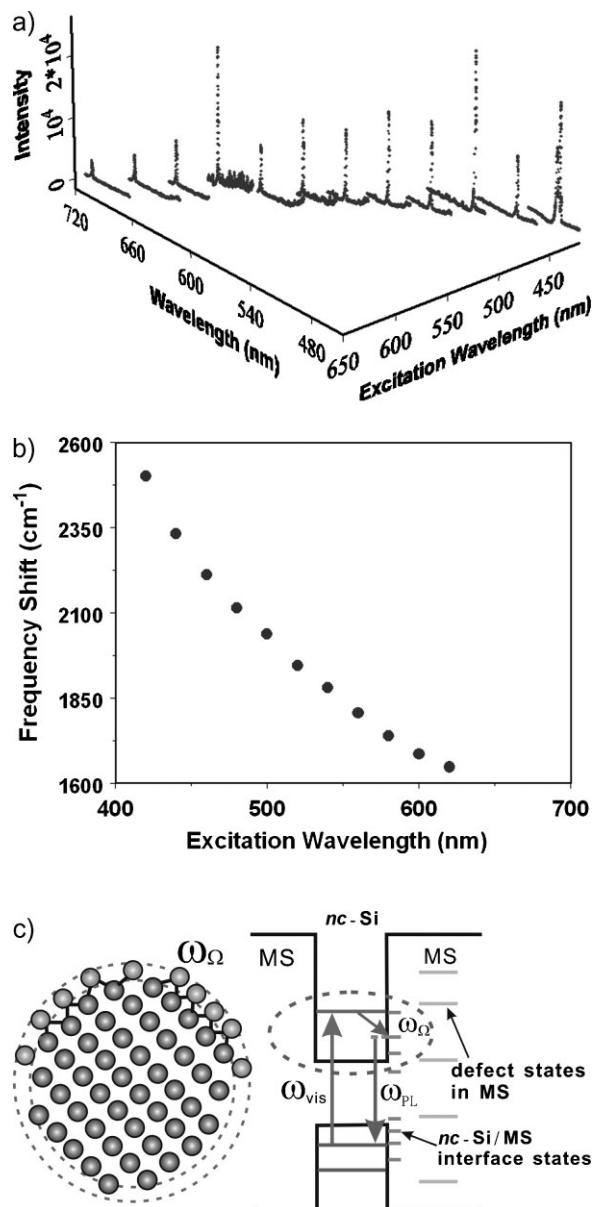 a)
Intensity
2*10⁴
10⁴
0
720
660
600
540
480
Wavelength (nm)
650
600
550
500
450
Excitation Wavelength (nm)
b)
Frequency Shift (cm⁻¹)
2600
2350
2100
1850
1600
400
500
600
700
Excitation Wavelength (nm)
c)
ωΩ
nc-Si
MS
MS
ωΩ
ωvis
ωPL
defect states
in MS
nc-Si/MS
interface states